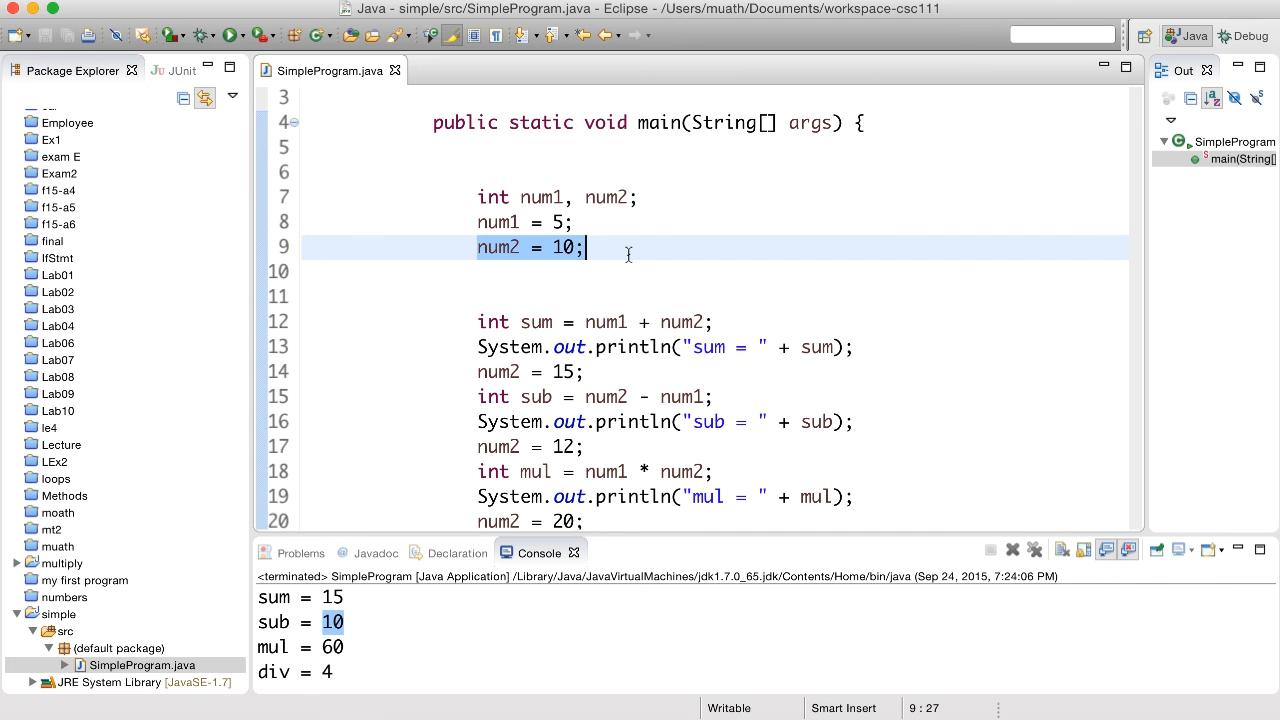 Java - simple/src/SimpleProgram.java - Eclipse - /Users/muath/Documents/workspace-csc111
Java Debug
Package Explorer JUnit
SimpleProgram.java
Out
Employee
Ex1
exam E
Exam2
f15-a4
f15-a5
f15-a6
final
IfStmt
Lab01
Lab02
Lab03
Lab04
Lab06
Lab07
Lab08
Lab09
Lab10
le4
Lecture
LEx2
loops
Methods
moath
mt2
muath
multiply
my first program
numbers
simple
src
(default package)
SimpleProgram.java
JRE System Library [JavaSE-1.7]
3
4 public static void main(String[] args) {
5
6
7 int num1, num2;
8 num1 = 5;
9 num2 = 10;
10
11
12 int sum = num1 + num2;
13 System.out.println("sum = " + sum);
14 num2 = 15;
15 int sub = num2 - num1;
16 System.out.println("sub = " + sub);
17 num2 = 12;
18 int mul = num1 * num2;
19 System.out.println("mul = " + mul);
20 num2 = 20;
SimpleProgram
main(String[]
Problems Javadoc Declaration Console
<terminated> SimpleProgram [Java Application] /Library/Java/JavaVirtualMachines/jdk1.7.0_65.jdk/Contents/Home/bin/java (Sep 24, 2015, 7:24:06 PM)
sum = 15
sub = 10
mul = 60
div = 4
Writable Smart Insert 9 : 27